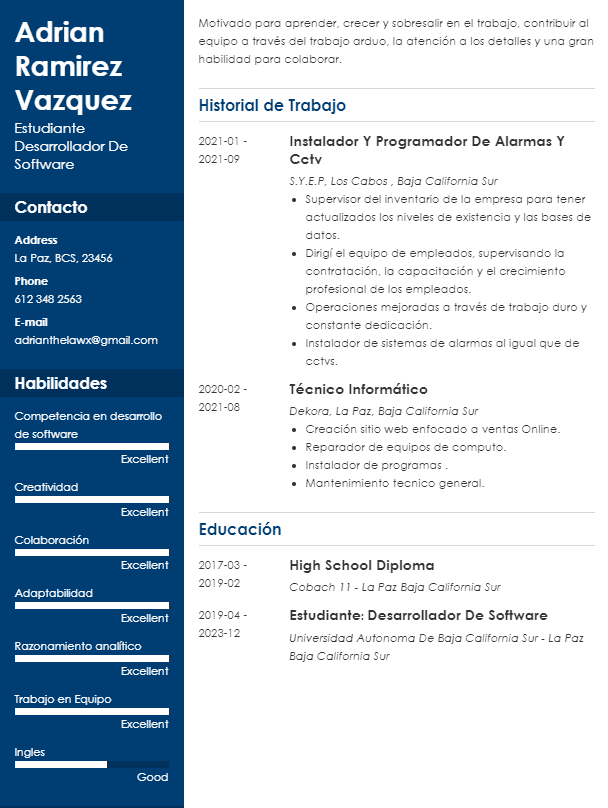 Adrian
Ramirez
Vazquez
Estudiante
Desarrollador De
Software
Contacto
Address
La Paz, BCS, 23456
Phone
612 348 2563
E-mail
adrianthelawx@gmail.com
Habilidades
Competencia en desarrollo
de software
Excellent
Creatividad
Excellent
Colaboración
Excellent
Adaptabilidad
Excellent
Razonamiento analítico
Excellent
Trabajo en Equipo
Excellent
Ingles
Good
Motivado para aprender, crecer y sobresalir en el trabajo, contribuir al
equipo a través del trabajo arduo, la atención a los detalles y una gran
habilidad para colaborar.
Historial de Trabajo
2021-01 -
2021-09
Instalador Y Programador De Alarmas Y
Cctv
S.Y.E.P, Los Cabos , Baja California Sur
• Supervisor del inventario de la empresa para tener
actualizados los niveles de existencia y las bases de
datos.
• Dirigí el equipo de empleados, supervisando la
contratación, la capacitación y el crecimiento
profesional de los empleados.
• Operaciones mejoradas a través de trabajo duro y
constante dedicación.
• Instalador de sistemas de alarmas al igual que de
cctvs.
2020-02 -
2021-08
Técnico Informático
Dekora, La Paz, Baja California Sur
• Creación sitio web enfocado a ventas Online.
• Reparador de equipos de computo.
• Instalador de programas .
• Mantenimiento tecnico general.
Educación
2017-03 -
2019-02
High School Diploma
Cobach 11 - La Paz Baja California Sur
2019-04 -
2023-12
Estudiante: Desarrollador De Software
Universidad Autonoma De Baja California Sur - La Paz
Baja California Sur